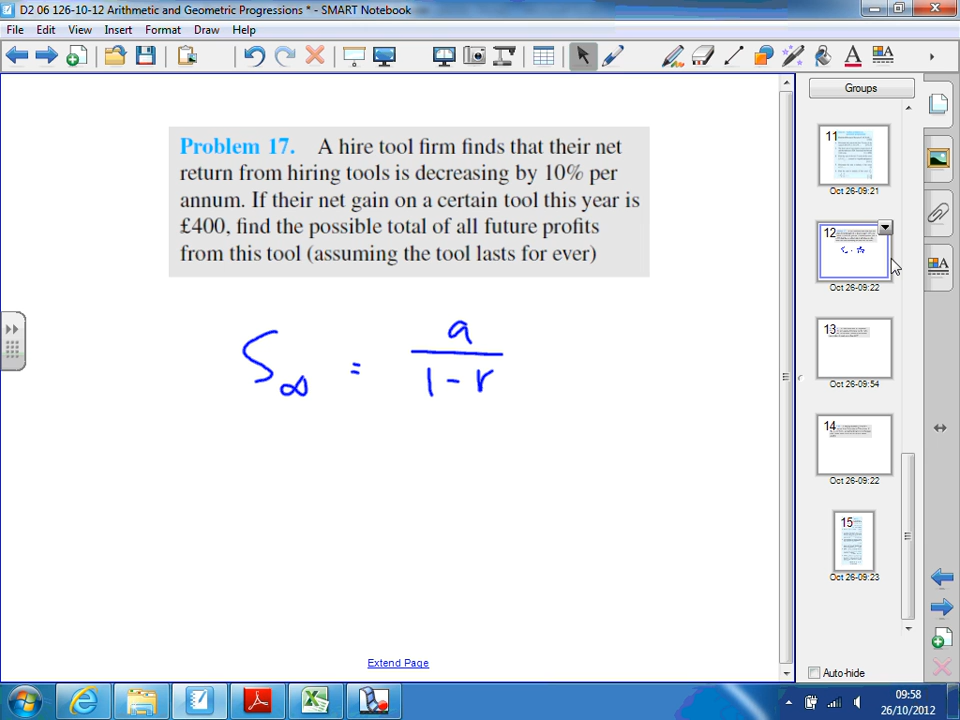 D2 06 126-10-12 Arithmetic and Geometric Progressions * - SMART Notebook
File Edit View Insert Format Draw Help
Problem 17. A hire tool firm finds that their net
return from hiring tools is decreasing by 10% per
annum. If their net gain on a certain tool this year is
£400, find the possible total of all future profits
from this tool (assuming the tool lasts for ever)
S∞ = a
1 - r
Extend Page
Groups
11
Oct 26-09:21
12
Oct 26-09:22
13
Oct 26-09:54
14
Oct 26-09:22
15
Oct 26-09:23
Auto-hide
09:58
26/10/2012